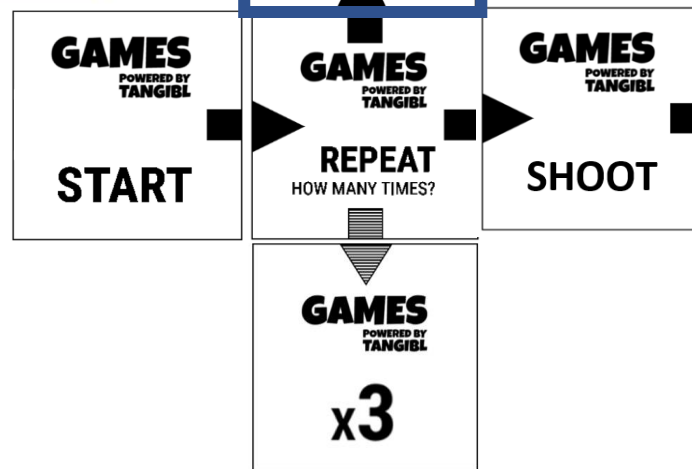 GAMES
POWERED BY
TANGIBL
START
GAMES
POWERED BY
TANGIBL
REPEAT
HOW MANY TIMES?
GAMES
POWERED BY
TANGIBL
SHOOT
GAMES
POWERED BY
TANGIBL
x3